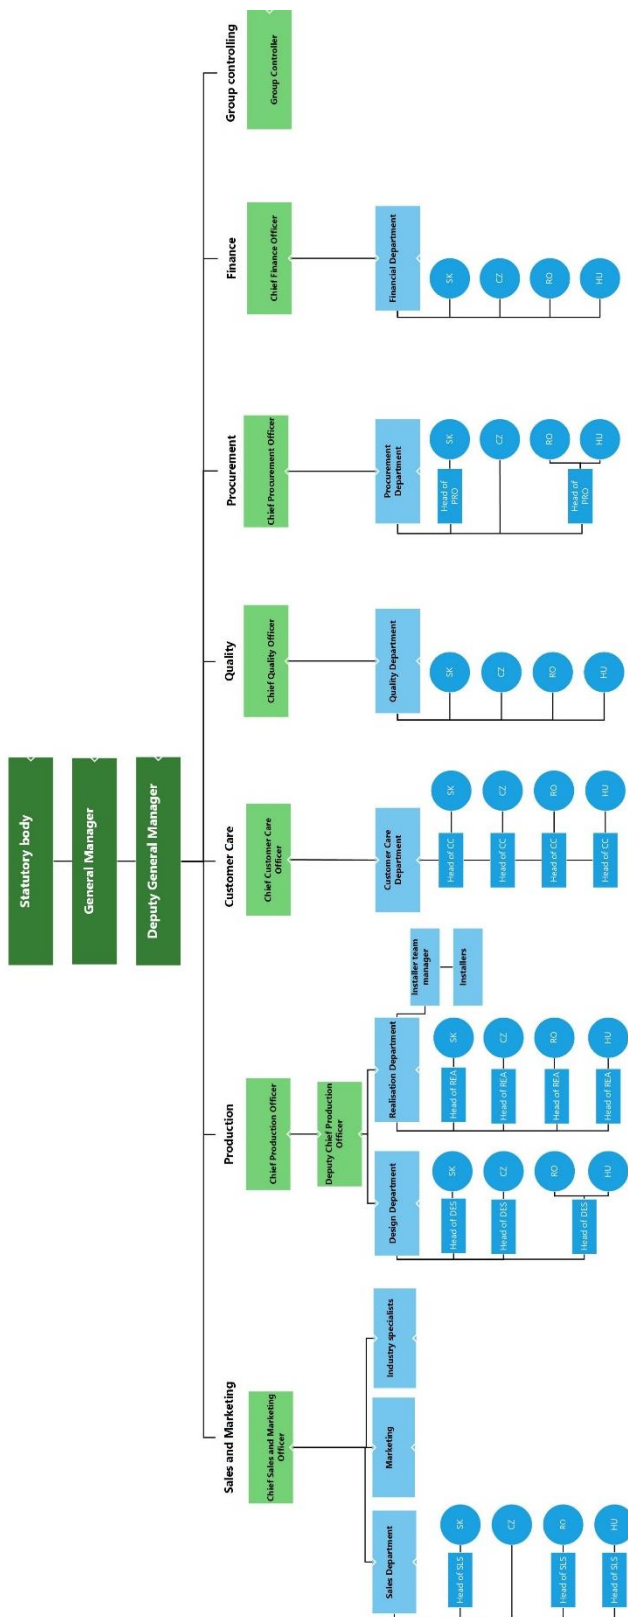 Statutory body
General Manager
Deputy General Manager
Sales and Marketing
Production
Customer Care
Quality
Procurement
Finance
Group controlling
Chief Sales and Marketing
Officer
Chief Production Officer
Chief Customer Care
Officer
Chief Quality Officer
Chief Procurement Officer
Chief Finance Officer
Group Controller
Deputy Chief Production
Officer
Sales Department
Marketing
Industry specialists
Design Department
Realisation Department
Installer team
manager
Installers
Customer Care
Department
Quality Department
Procurement
Department
Financial Department
Head of SLS
SK
CZ
Head of SLS
RO
Head of SLS
HU
Head of DES
SK
Head of DES
CZ
Head of DES
RO
HU
Head of REA
SK
Head of REA
CZ
Head of REA
RO
Head of REA
HU
Head of CC
SK
Head of CC
CZ
Head of CC
RO
Head of CC
HU
SK
CZ
RO
HU
Head of
PRO
SK
CZ
Head of
PRO
RO
HU
SK
CZ
RO
HU